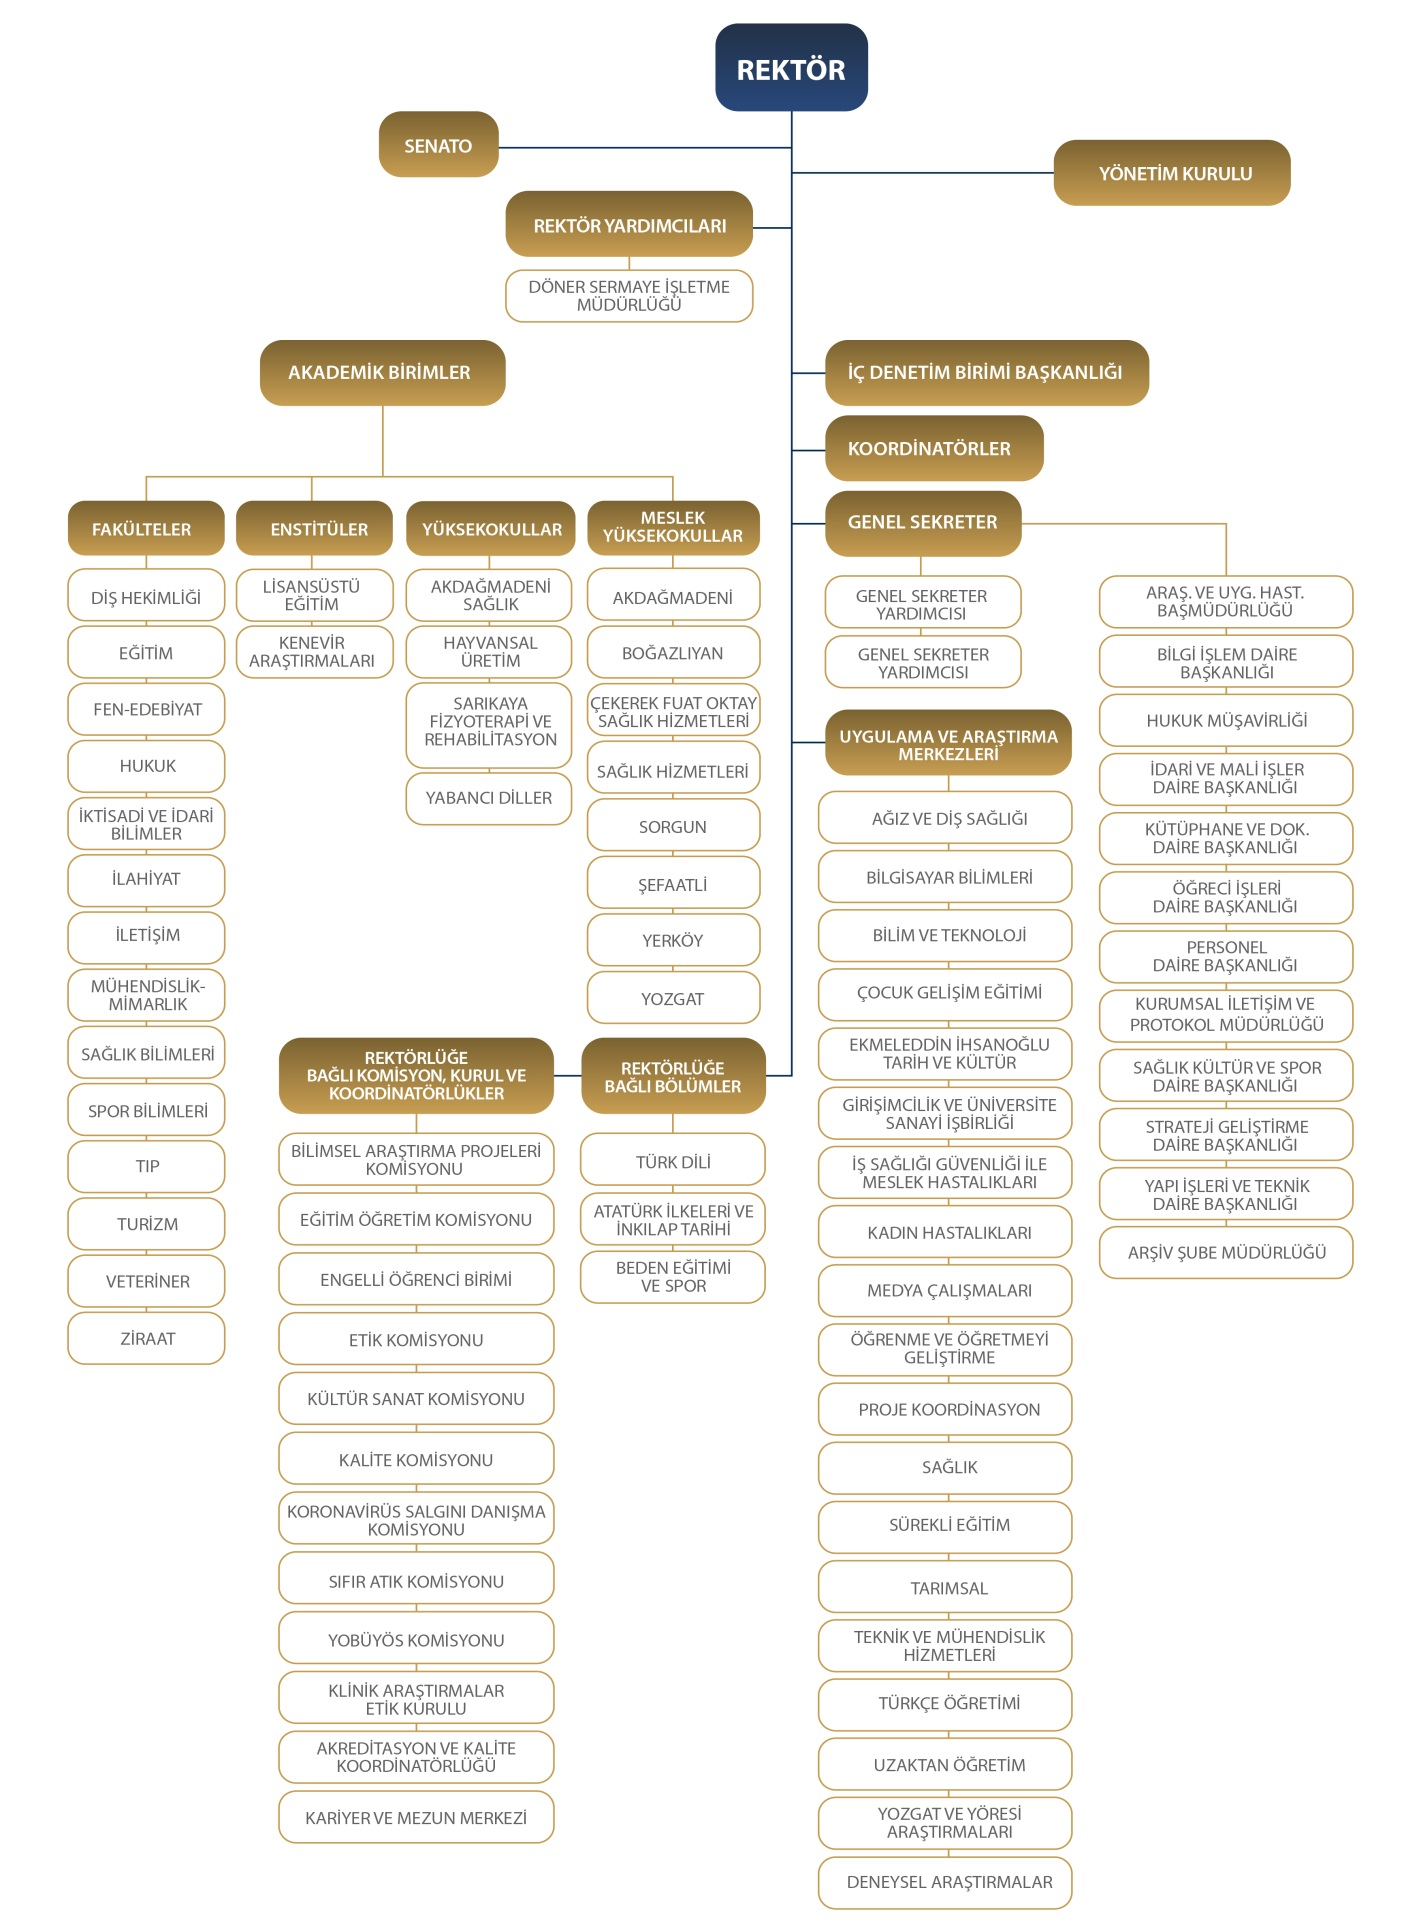 REKTÖR
SENATO
YÖNETİM KURULU
REKTÖR YARDIMCILARI
DÖNER SERMAYE İŞLETME
MÜDÜRLÜĞÜ
AKADEMİK BİRİMLER
FAKÜLTELER
DİŞ HEKİMLİĞİ
EĞİTİM
FEN-EDEBİYAT
HUKUK
İKTİSADİ VE İDARİ
BİLİMLER
İLAHİYAT
İLETİŞİM
MÜHENDİSLİK-
MİMARLIK
SAĞLIK BİLİMLERİ
SPOR BİLİMLERİ
TIP
TURİZM
VETERİNER
ZİRAAT
ENSTİTÜLER
LİSANSÜSTÜ
EĞİTİM
KENEVİR
ARAŞTIRMALARI
YÜKSEKOKULLAR
AKDAĞMADENİ
SAĞLIK
HAYVANSAL
ÜRETİM
SARIKAYA
FİZYOTERAPİ VE
REHABİLİTASYON
YABANCI DİLLER
MESLEK
YÜKSEKOKULLAR
AKDAĞMADENİ
BOĞAZLIYAN
ÇEKEREK FUAT OKTAY
SAĞLIK HİZMETLERİ
SAĞLIK HİZMETLERİ
SORGUN
ŞEFAATLİ
YERKÖY
YOZGAT
REKTÖRLÜĞE
BAĞLI KOMİSYON, KURUL VE
KOORDİNATÖRLÜKLER
BİLİMSEL ARAŞTIRMA PROJELERİ
KOMİSYONU
EĞİTİM ÖĞRETİM KOMİSYONU
ENGELLİ ÖĞRENCİ BİRİMİ
ETİK KOMİSYONU
KÜLTÜR SANAT KOMİSYONU
KALİTE KOMİSYONU
KORONAVİRÜS SALGINI DANIŞMA
KOMİSYONU
SIFIR ATIK KOMİSYONU
YOBÜYÖS KOMİSYONU
KLİNİK ARAŞTIRMALAR
ETİK KURULU
AKREDİTASYON VE KALİTE
KOORDİNATÖRLÜĞÜ
KARİYER VE MEZUN MERKEZİ
REKTÖRLÜĞE
BAĞLI BÖLÜMLER
TÜRK DİLİ
ATATÜRK İLKELERİ VE
İNKILAP TARİHİ
BEDEN EĞİTİMİ
VE SPOR
İÇ DENETİM BİRİMİ BAŞKANLIĞI
KOORDİNATÖRLER
GENEL SEKRETER
GENEL SEKRETER
YARDIMCISI
GENEL SEKRETER
YARDIMCISI
UYGULAMA VE ARAŞTIRMA
MERKEZLERİ
AĞIZ VE DİŞ SAĞLIĞI
BİLGİSAYAR BİLİMLERİ
BİLİM VE TEKNOLOJİ
ÇOCUK GELİŞİM EĞİTİMİ
EKMELEDDİN İHSANOĞLU
TARİH VE KÜLTÜR
GİRİŞİMCİLİK VE ÜNİVERSİTE
SANAYİ İŞBİRLİĞİ
İŞ SAĞLIĞI GÜVENLİĞİ İLE
MESLEK HASTALIKLARI
KADIN HASTALIKLARI
MEDYA ÇALIŞMALARI
ÖĞRENME VE ÖĞRETMEYİ
GELİŞTİRME
PROJE KOORDİNASYON
SAĞLIK
SÜREKLİ EĞİTİM
TARIMSAL
TEKNİK VE MÜHENDİSLİK
HİZMETLERİ
TÜRKÇE ÖĞRETİMİ
UZAKTAN ÖĞRETİM
YOZGAT VE YÖRESİ
ARAŞTIRMALARI
DENEYSEL ARAŞTIRMALAR
ARAŞ. VE UYG. HAST.
BAŞMÜDÜRLÜĞÜ
BİLGİ İŞLEM DAİRE
BAŞKANLIĞI
HUKUK MÜŞAVİRLİĞİ
İDARİ VE MALİ İŞLER
DAİRE BAŞKANLIĞI
KÜTÜPHANE VE DOK.
DAİRE BAŞKANLIĞI
ÖĞRECİ İŞLERİ
DAİRE BAŞKANLIĞI
PERSONEL
DAİRE BAŞKANLIĞI
KURUMSAL İLETİŞİM VE
PROTOKOL MÜDÜRLÜĞÜ
SAĞLIK KÜLTÜR VE SPOR
DAİRE BAŞKANLIĞI
STRATEJİ GELİŞTİRME
DAİRE BAŞKANLIĞI
YAPI İŞLERİ VE TEKNİK
DAİRE BAŞKANLIĞI
ARŞİV ŞUBE MÜDÜRLÜĞÜ